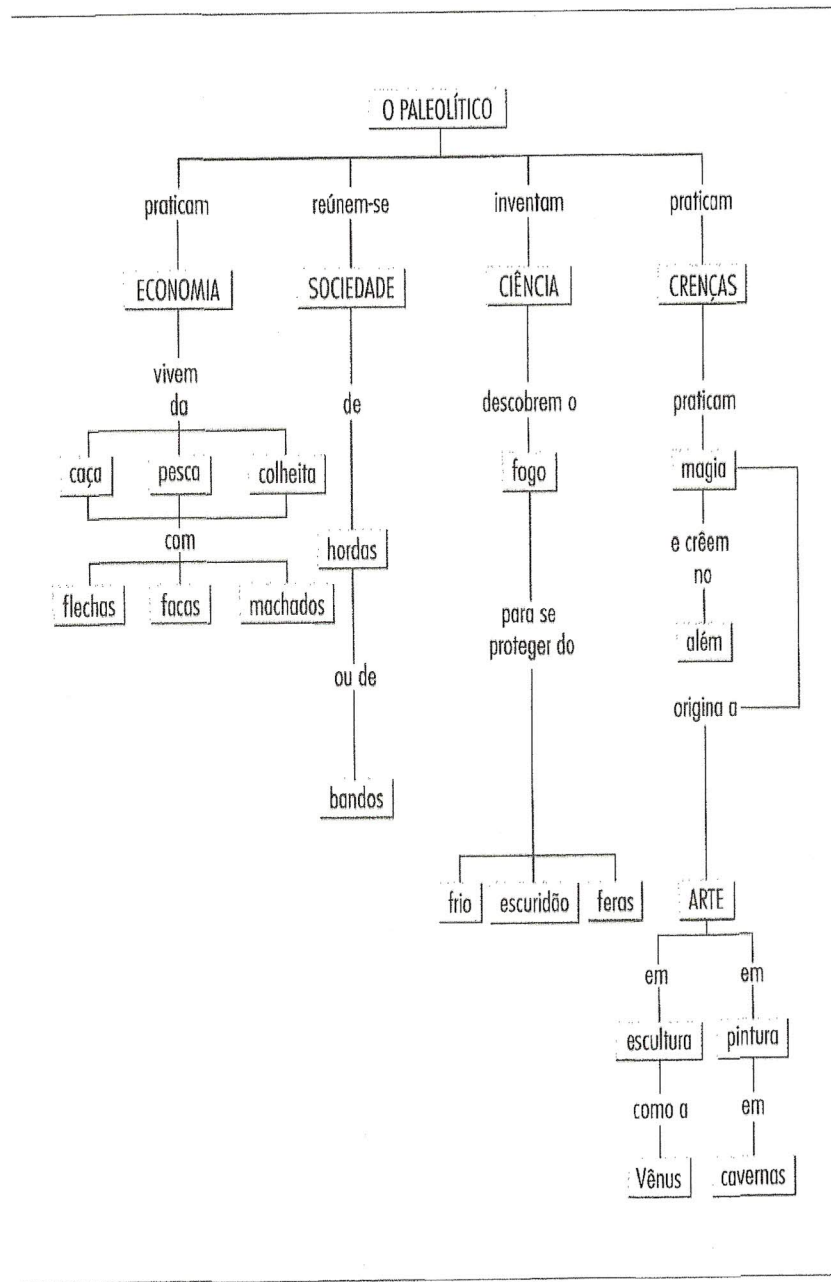 O PALEOLÍTICO
praticam reúnem-se inventam praticam
ECONOMIA SOCIEDADE CIÊNCIA CRENÇAS
vivem
da de descobrem o praticam
caça pesca colheita fogo magia
com hordas e crêem
no
flechas facas machados para se
proteger do além
ou de origina a
bandos
frio escuridão feras ARTE
em em
escultura pintura
como a em
Vênus cavernas